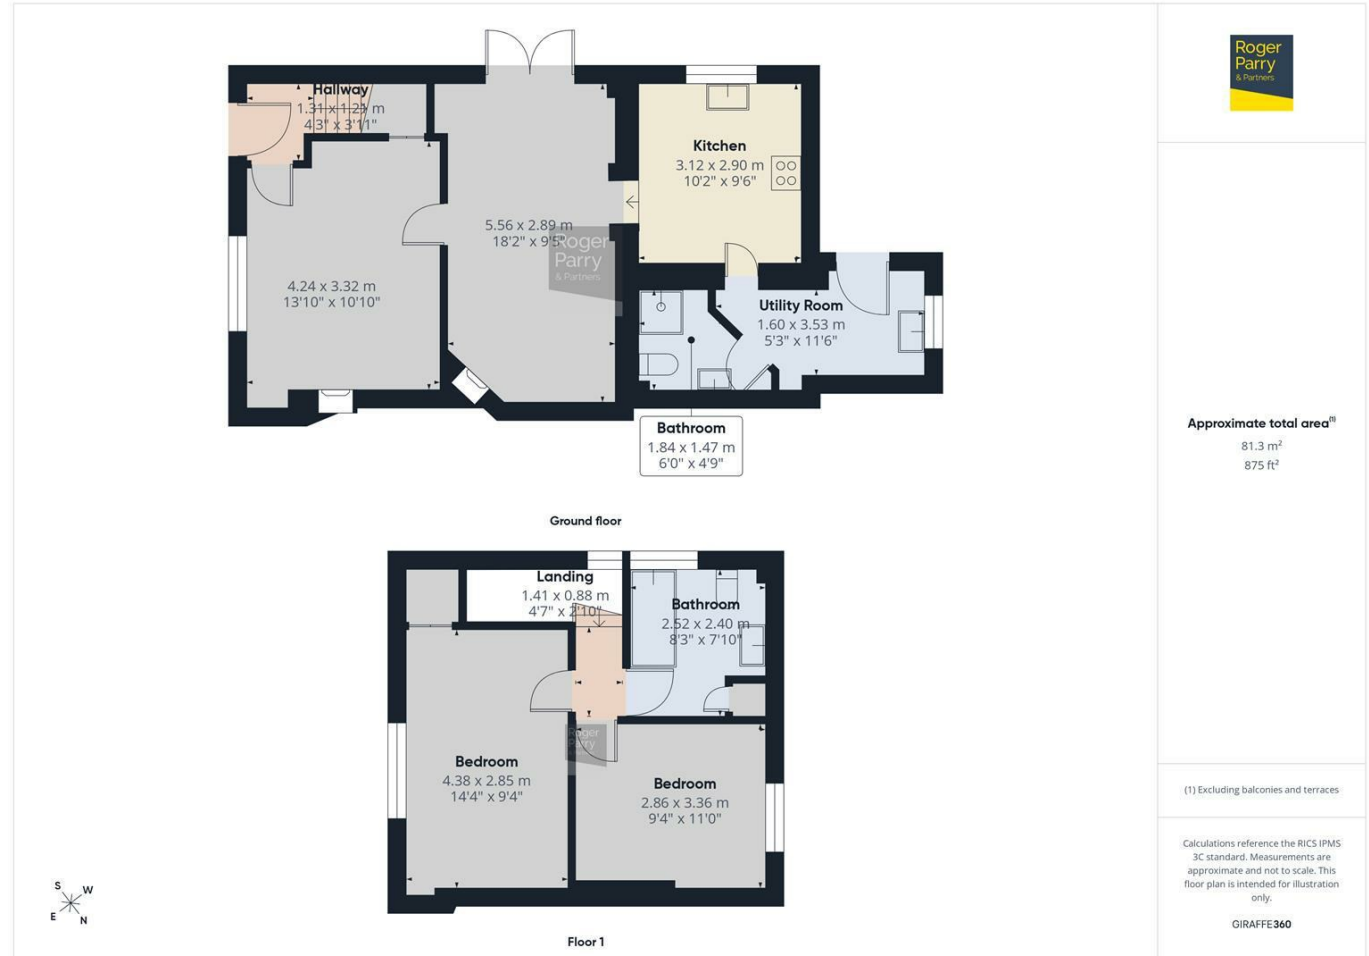 Hallway
1.31 x 1.21 m
4'3" x 3'11"
Kitchen
3.12 x 2.90 m
10'2" x 9'6"
5.56 x 2.89 m
18'2" x 9'5"
Roger
Parry
& Partners
4.24 x 3.32 m
13'10" x 10'10"
Utility Room
1.60 x 3.53 m
5'3" x 11'6"
Bathroom
1.84 x 1.47 m
6'0" x 4'9"
Ground floor
Landing
1.41 x 0.88 m
4'7" x 2'10"
Bathroom
2.52 x 2.40 m
8'3" x 7'10"
Roger
Parry
Bedroom
4.38 x 2.85 m
14'4" x 9'4"
Bedroom
2.86 x 3.36 m
9'4" x 11'0"
S
W
E
N
Floor 1
Roger
Parry
& Partners
Approximate total area(1)
81.3 m²
875 ft²
(1) Excluding balconies and terraces
Calculations reference the RICS IPMS
3C standard. Measurements are
approximate and not to scale. This
floor plan is intended for illustration
only.
GIRAFFE360